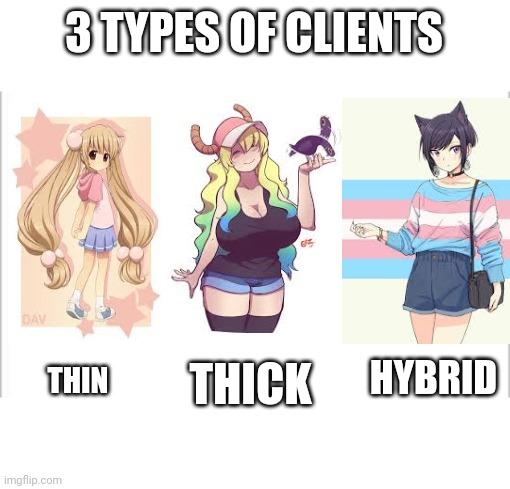 3 TYPES OF CLIENTS
DAV
THIN
THICK
HYBRID
imgflip.com